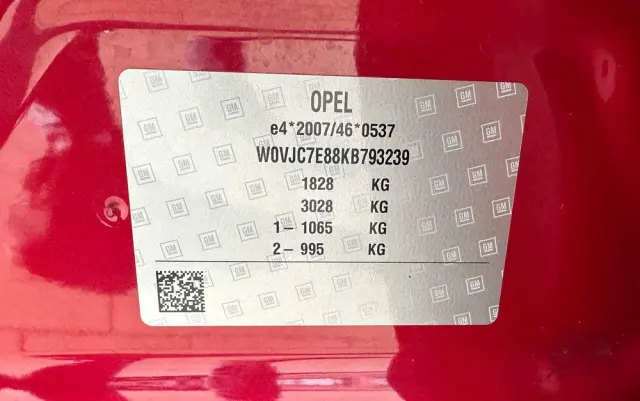 OPEL
e4*2007/46*0537
W0VJC7E88KB793239
1828 KG
3028 KG
1– 1065 KG
2– 995 KG